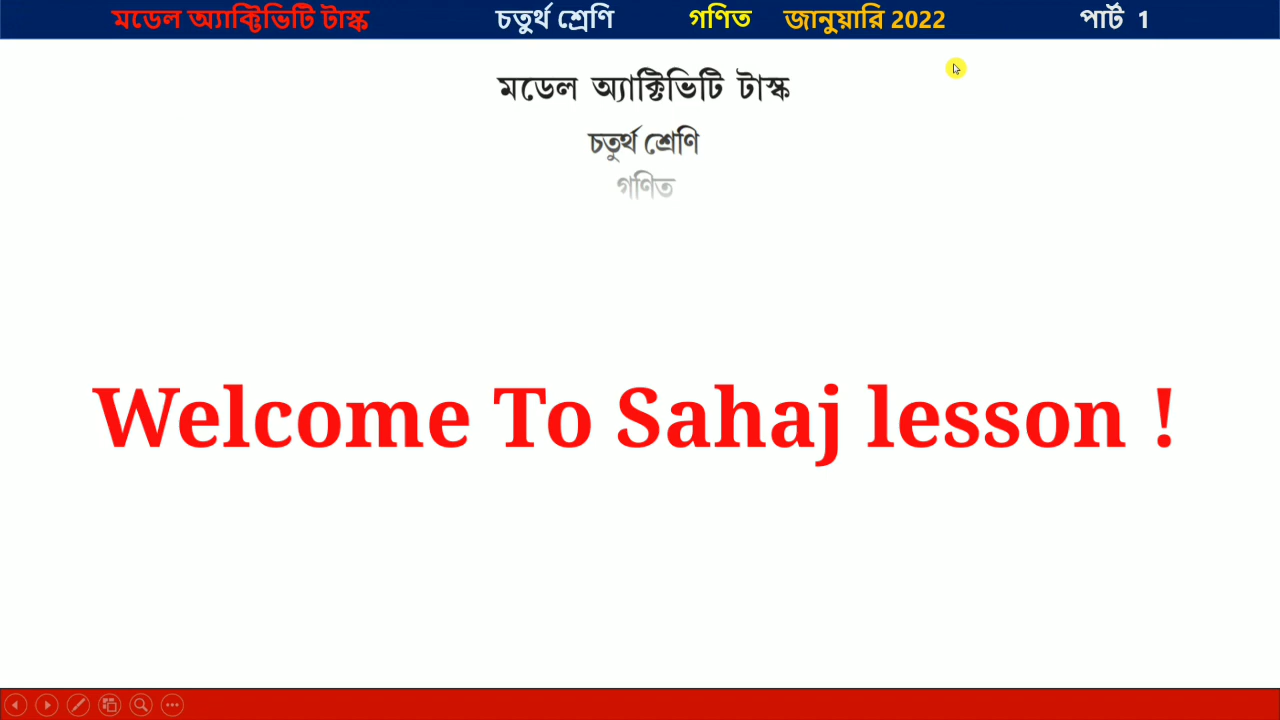 মডেল অ্যাক্টিভিটি টাস্ক চতুর্থ শ্রেণি গণিত জানুয়ারি 2022 পার্ট 1
মডেল অ্যাক্টিভিটি টাস্ক
চতুর্থ শ্রেণি
গণিত
Welcome To Sahaj lesson !